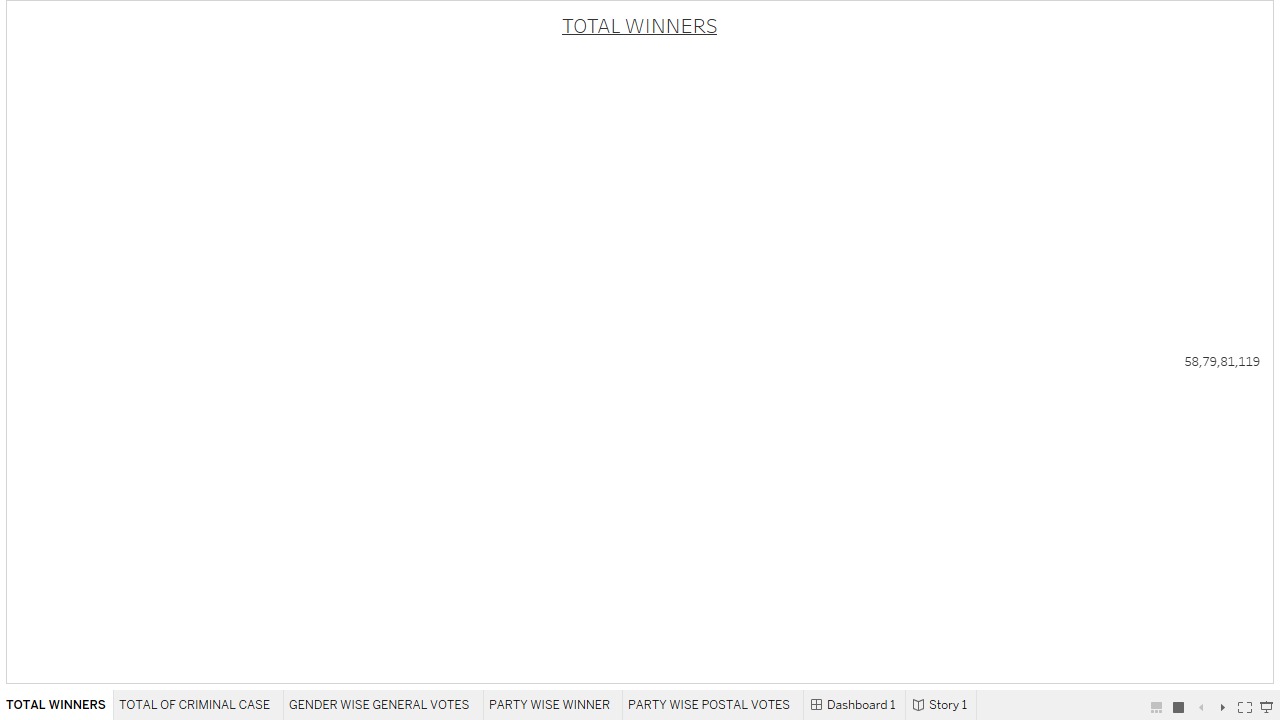 TOTAL WINNERS
58,79,81,119
TOTAL WINNERS
TOTAL OF CRIMINAL CASE
GENDER WISE GENERAL VOTES
PARTY WISE WINNER
PARTY WISE POSTAL VOTES
Dashboard 1
Story 1